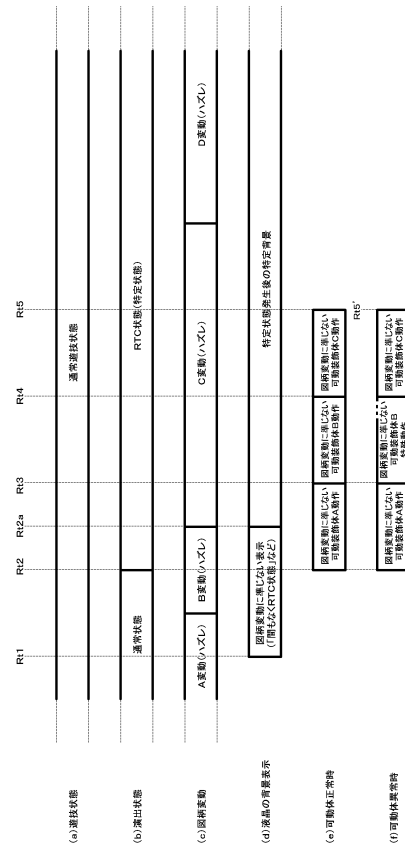 Rt1
Rt2
Rt2a
Rt3
Rt4
Rt5
(a)遊技状態
通常遊技状態
(b)演出状態
通常状態
RTC状態(特定状態)
(c)図柄変動
A変動(ハズレ)
B変動(ハズレ)
C変動(ハズレ)
D変動(ハズレ)
(d)液晶の背景表示
図柄変動に準じない表示
(「間もなくRTC状態」など)
特定状態発生後の特定背景
(e)可動体正常時
図柄変動に準じない
可動装飾体A動作
図柄変動に準じない
可動装飾体B動作
図柄変動に準じない
可動装飾体C動作
Rt5'
(f)可動体異常時
図柄変動に準じない
可動装飾体A動作
図柄変動に準じない
可動装飾体B
図柄変動に準じない
可動装飾体C動作